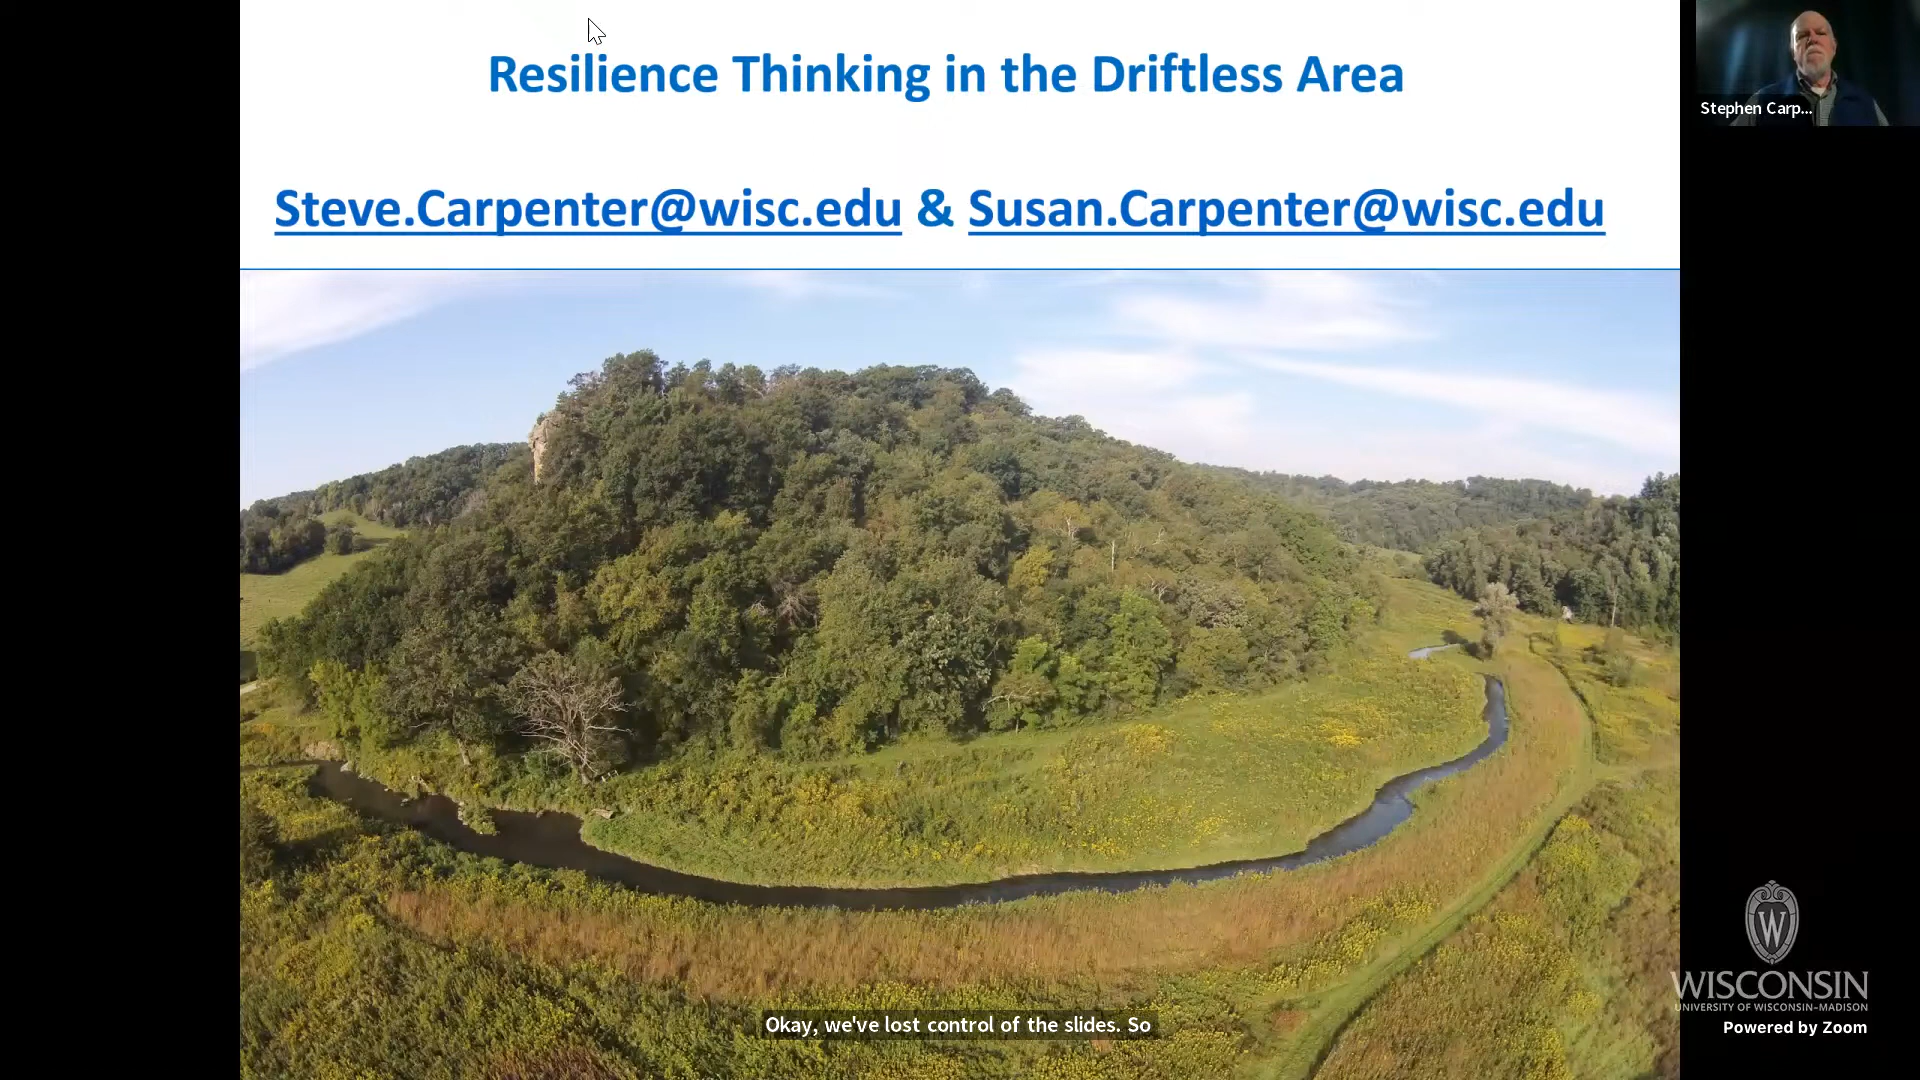 Resilience Thinking in the Driftless Area
Stephen Carp...
Steve.Carpenter@wisc.edu & Susan.Carpenter@wisc.edu
W
WISCONSIN
UNIVERSITY OF WISCONSIN–MADISON
Okay, we've lost control of the slides. So
Powered by Zoom